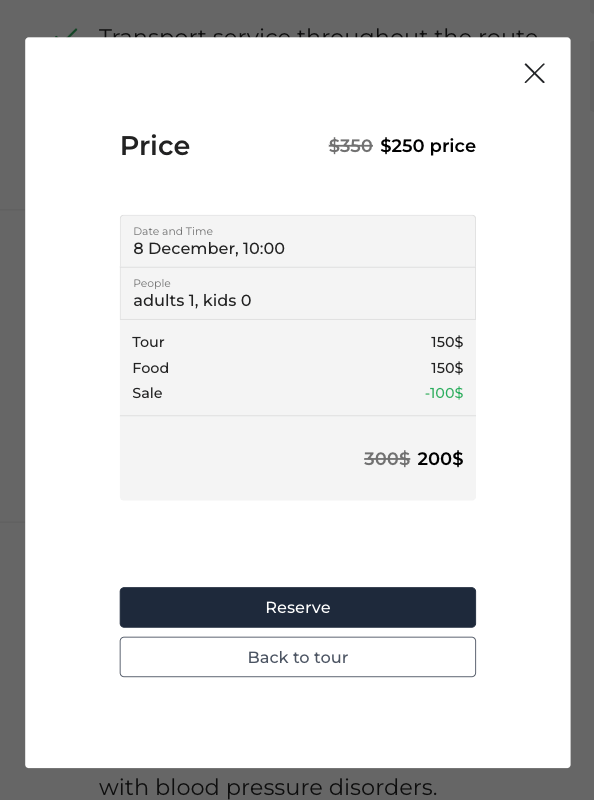 Transport service throughout the route
Price
$350 $250 price
Date and Time
8 December, 10:00
People
adults 1, kids 0
Tour 150$
Food 150$
Sale -100$
300$ 200$
Reserve
Back to tour
with blood pressure disorders.